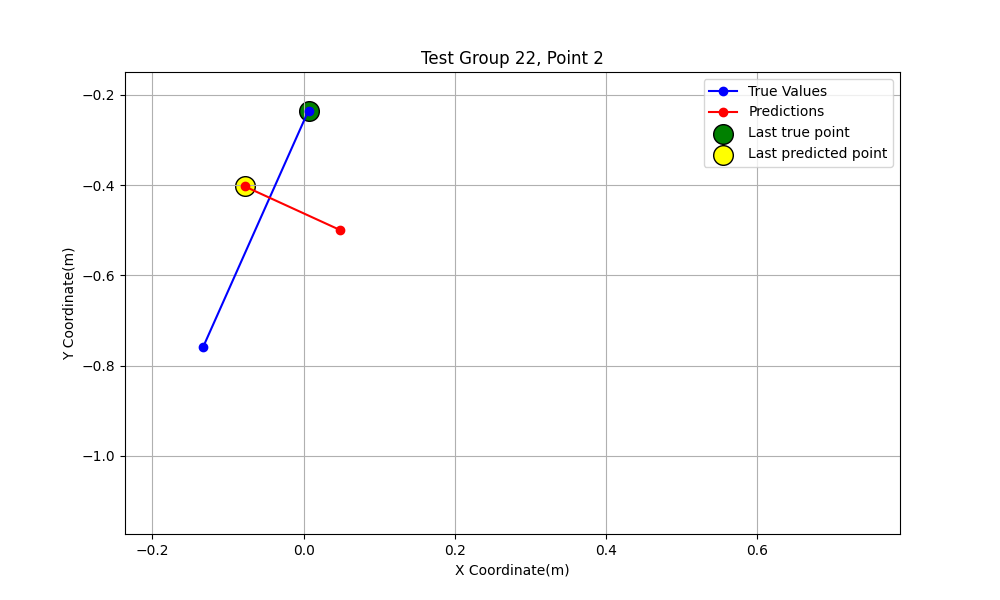 Test Group 22, Point 2
True Values
Predictions
Last true point
Last predicted point
−0.2
−0.4
−0.6
−0.8
−1.0
Y Coordinate(m)
−0.2 0.0 0.2 0.4 0.6
X Coordinate(m)